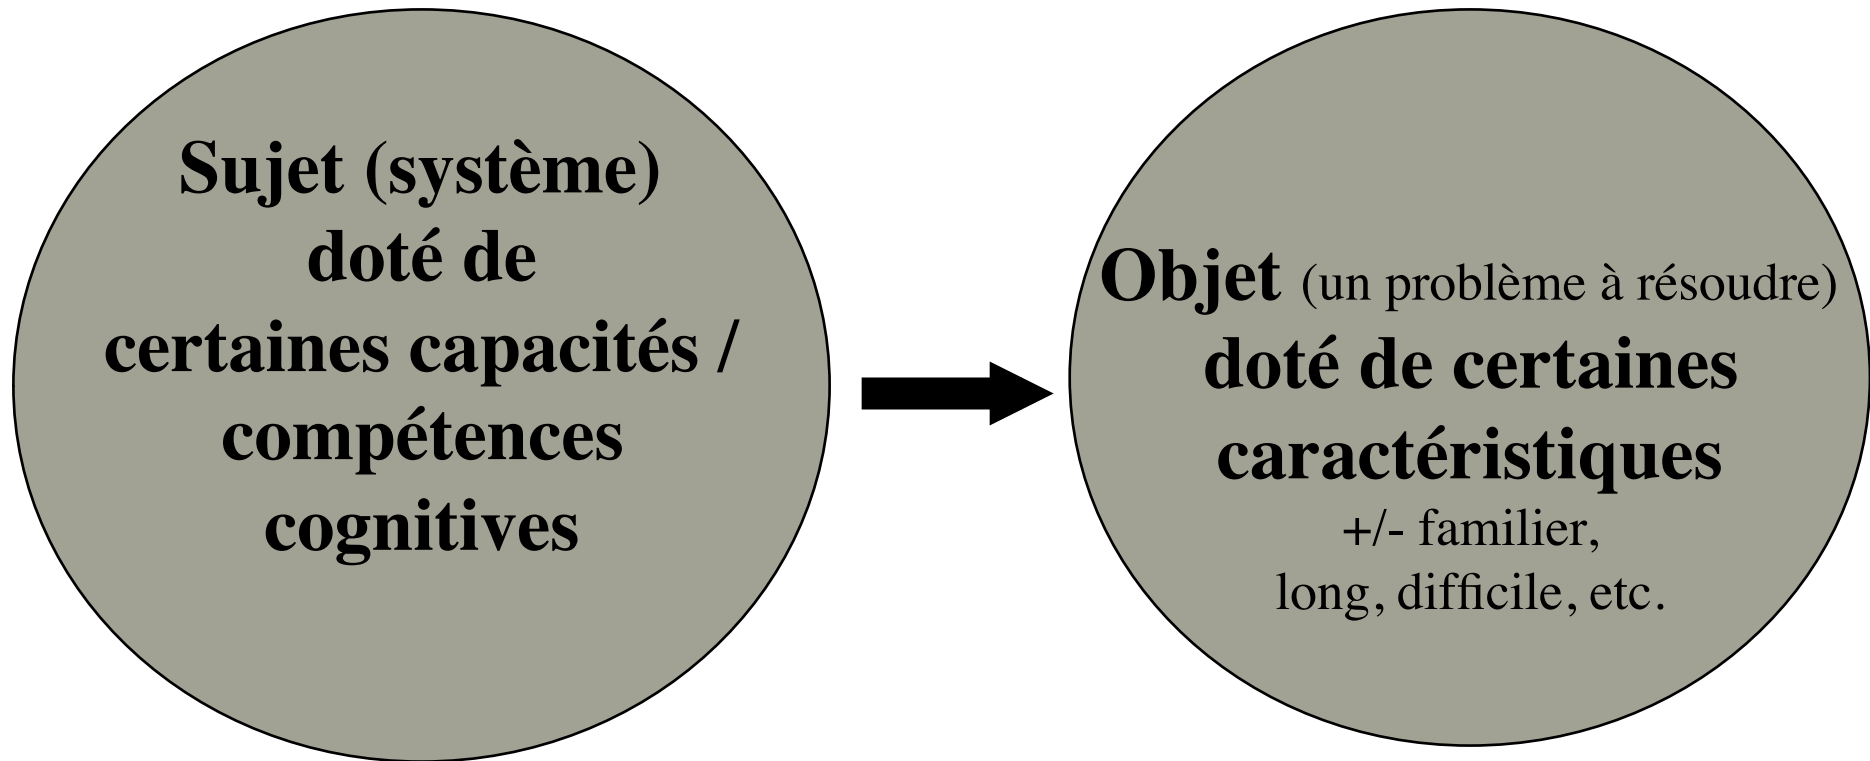 Sujet (système)
doté de
certaines capacités /
compétences
cognitives
Objet (un problème à résoudre)
doté de certaines
caractéristiques
+/- familier,
long, difficile, etc.